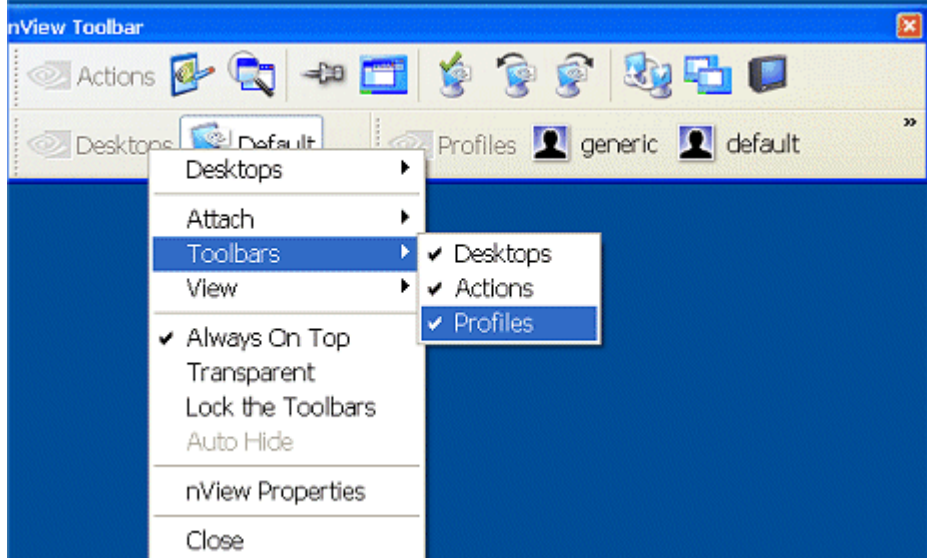 nView Toolbar
Actions
Desktops Default Profiles generic default »
Desktops
Attach
Toolbars Desktops
View Actions
Profiles
Always On Top
Transparent
Lock the Toolbars
Auto Hide
nView Properties
Close